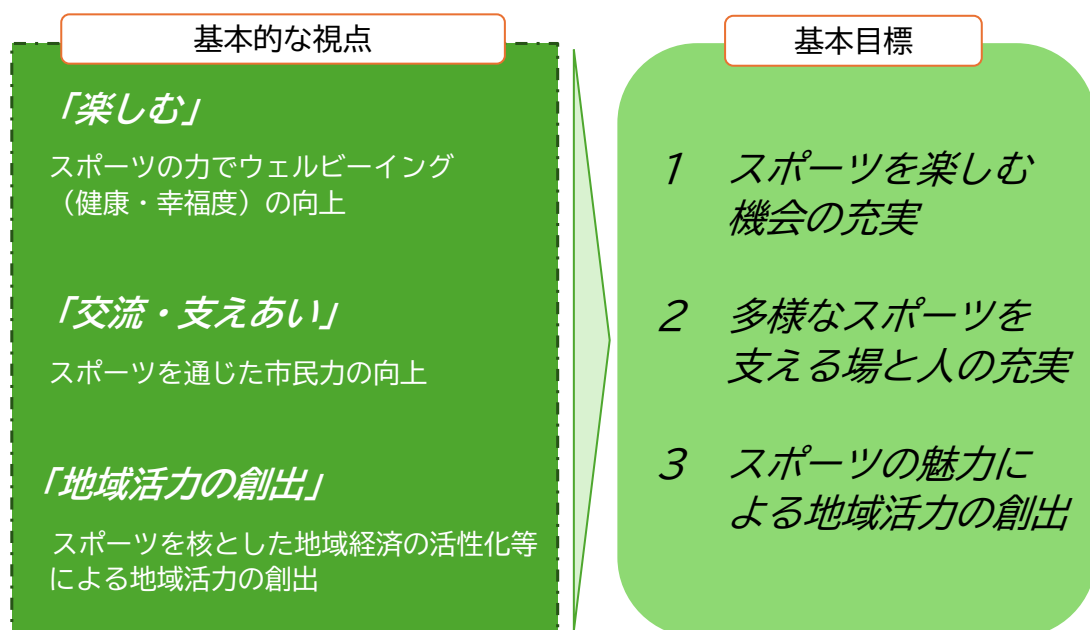 基本的な視点
「楽しむ」
スポーツの力でウェルビーイング
（健康・幸福度）の向上
「交流・支えあい」
スポーツを通じた市民力の向上
「地域活力の創出」
スポーツを核とした地域経済の活性化等
による地域活力の創出
基本目標
１　スポーツを楽しむ
機会の充実
２　多様なスポーツを
支える場と人の充実
３　スポーツの魅力に
よる地域活力の創出